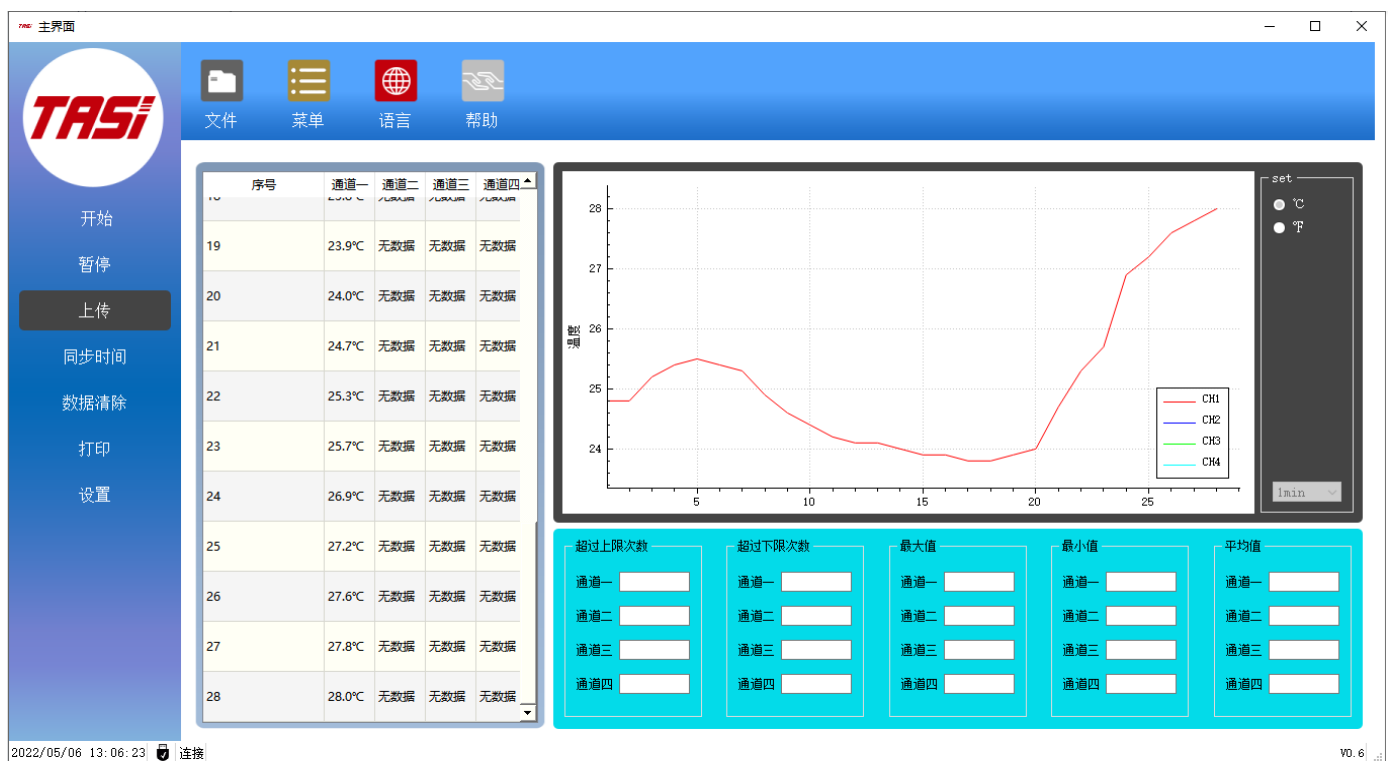 TASI 主界面
TASI
文件 菜单 语言 帮助
开始
暂停
上传
同步时间
数据清除
打印
设置
序号 通道一 通道二 通道三 通道四
19 23.9℃ 无数据 无数据 无数据
20 24.0℃ 无数据 无数据 无数据
21 24.7℃ 无数据 无数据 无数据
22 25.3℃ 无数据 无数据 无数据
23 25.7℃ 无数据 无数据 无数据
24 26.9℃ 无数据 无数据 无数据
25 27.2℃ 无数据 无数据 无数据
26 27.6℃ 无数据 无数据 无数据
27 27.8℃ 无数据 无数据 无数据
28 28.0℃ 无数据 无数据 无数据
温度
28
27
26
25
24
5 10 15 20 25
CH1
CH2
CH3
CH4
set
℃
℉
1min
超过上限次数 超过下限次数 最大值 最小值 平均值
通道一 通道一 通道一 通道一 通道一
通道二 通道二 通道二 通道二 通道二
通道三 通道三 通道三 通道三 通道三
通道四 通道四 通道四 通道四 通道四
2022/05/06 13:06:23 连接 V0.6